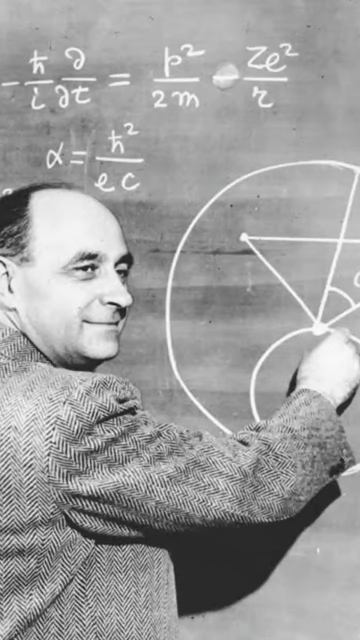 -ħ/i ∂/∂t = p²/2m Ze²/r
α = ħ²/ec